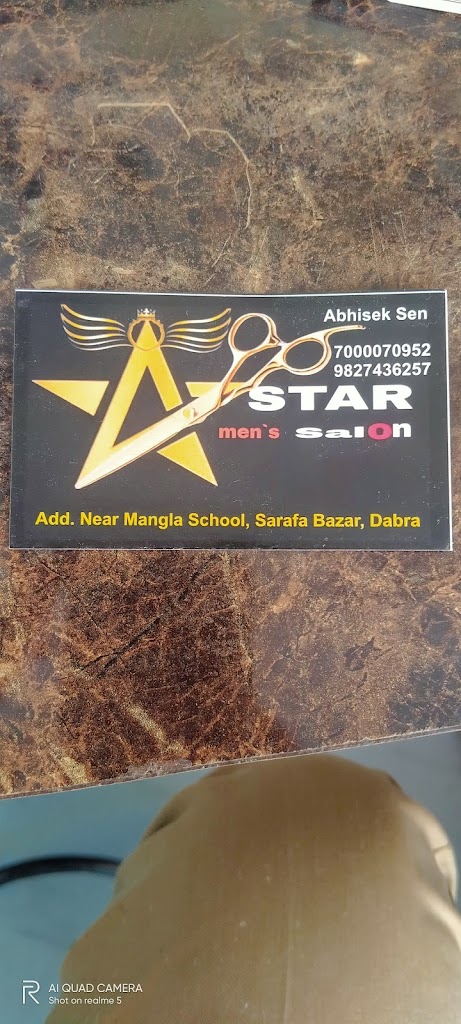 Abhisek Sen
7000070952
9827436257
STAR
men`s salon
Add. Near Mangla School, Sarafa Bazar, Dabra
AI QUAD CAMERA
Shot on realme 5